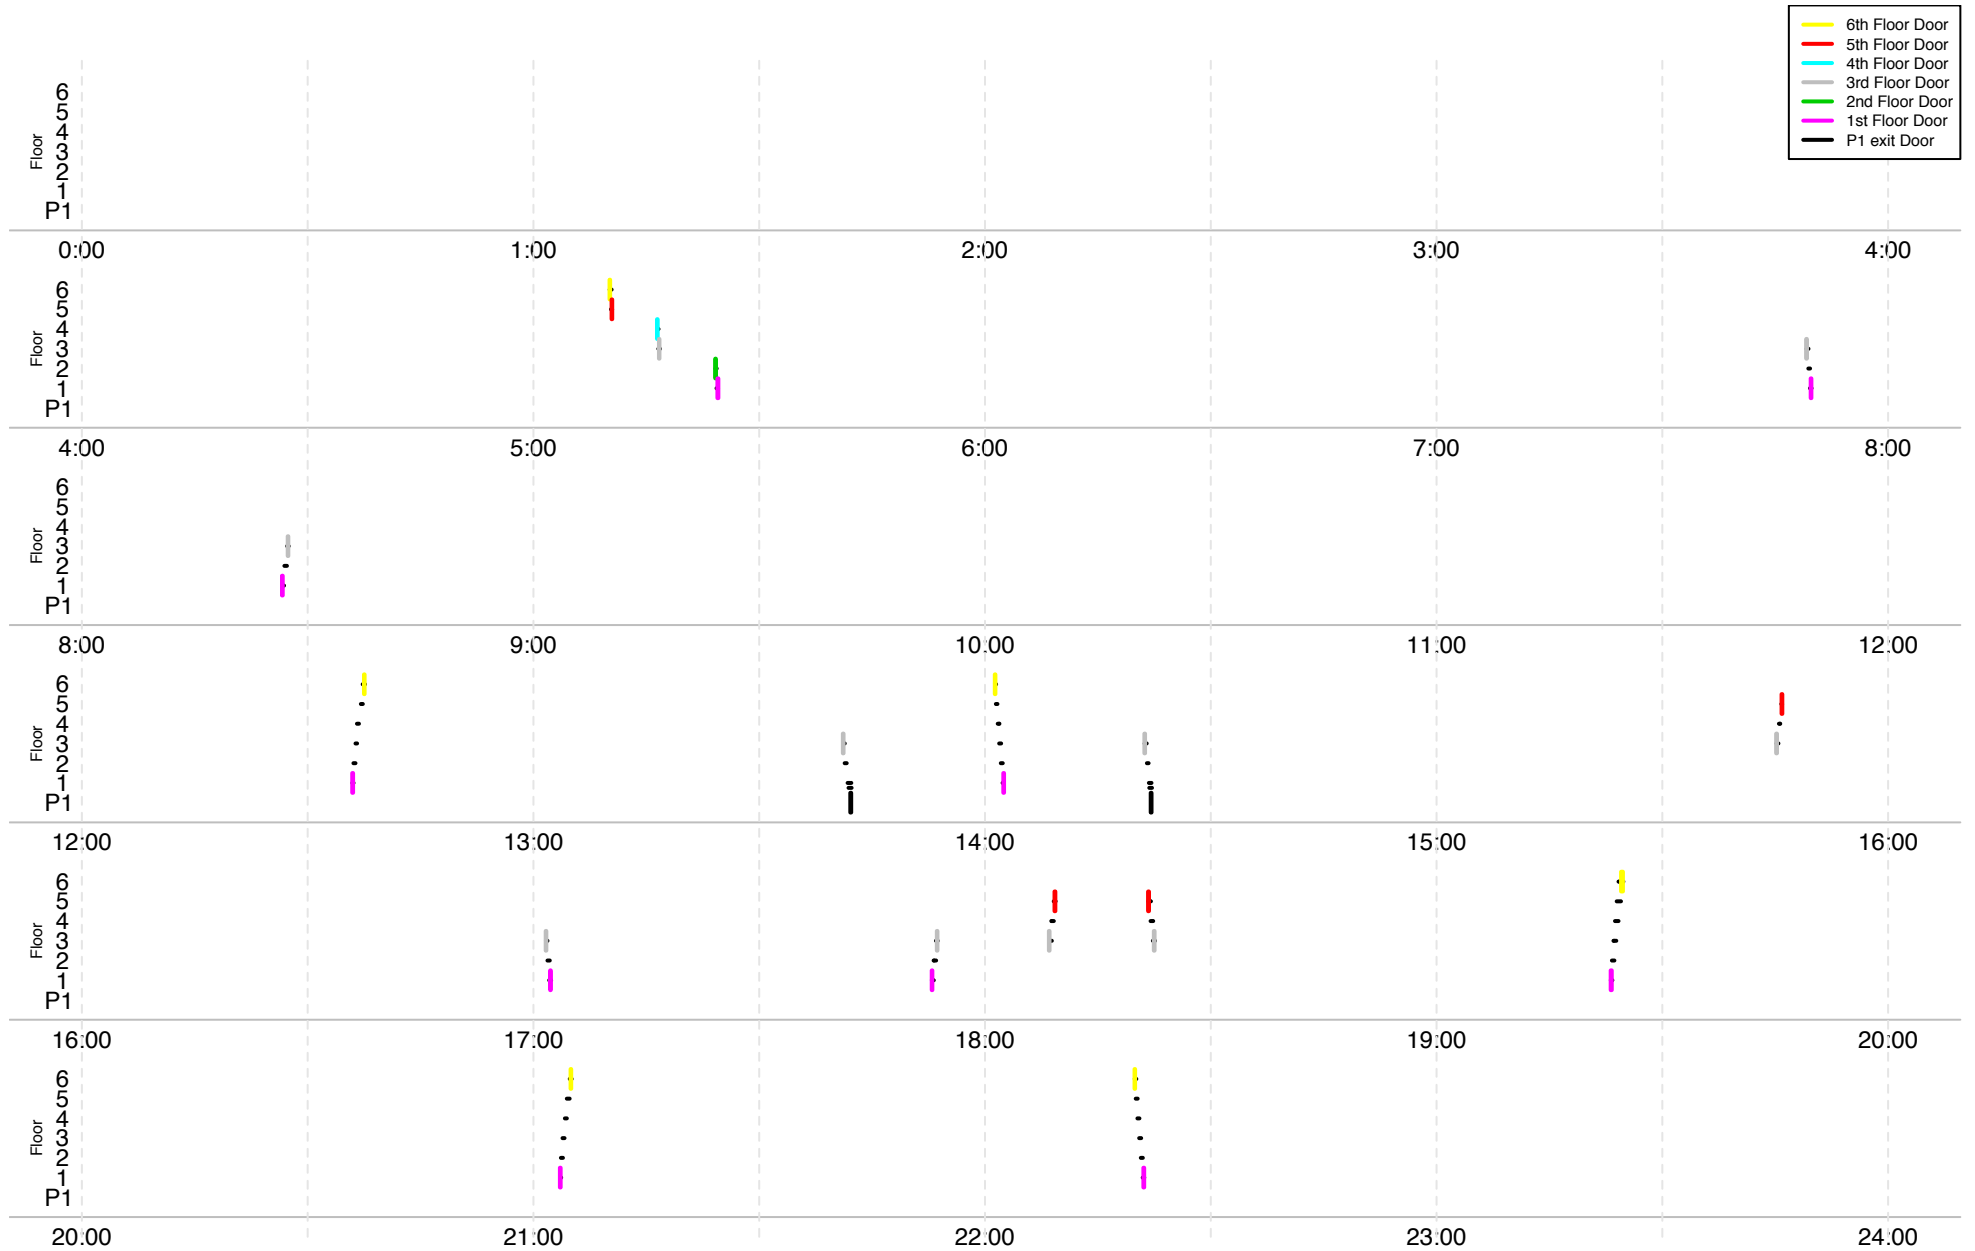 6th Floor Door
5th Floor Door
4th Floor Door
3rd Floor Door
2nd Floor Door
1st Floor Door
P1 exit Door
Floor
6
5
4
3
2
1
P1
0:00 1:00 2:00 3:00 4:00
Floor
6
5
4
3
2
1
P1
4:00 5:00 6:00 7:00 8:00
Floor
6
5
4
3
2
1
P1
8:00 9:00 10:00 11:00 12:00
Floor
6
5
4
3
2
1
P1
12:00 13:00 14:00 15:00 16:00
Floor
6
5
4
3
2
1
P1
16:00 17:00 18:00 19:00 20:00
Floor
6
5
4
3
2
1
P1
20:00 21:00 22:00 23:00 24:00